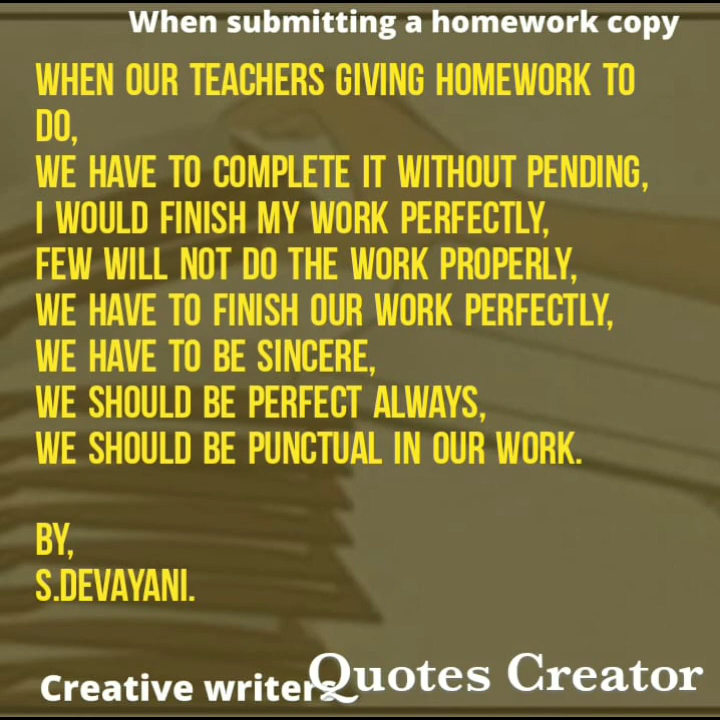 When submitting a homework copy
WHEN OUR TEACHERS GIVING HOMEWORK TO
DO,
WE HAVE TO COMPLETE IT WITHOUT PENDING,
I WOULD FINISH MY WORK PERFECTLY,
FEW WILL NOT DO THE WORK PROPERLY,
WE HAVE TO FINISH OUR WORK PERFECTLY,
WE HAVE TO BE SINCERE,
WE SHOULD BE PERFECT ALWAYS,
WE SHOULD BE PUNCTUAL IN OUR WORK.
BY,
S.DEVAYANI.
Creative writers Quotes Creator